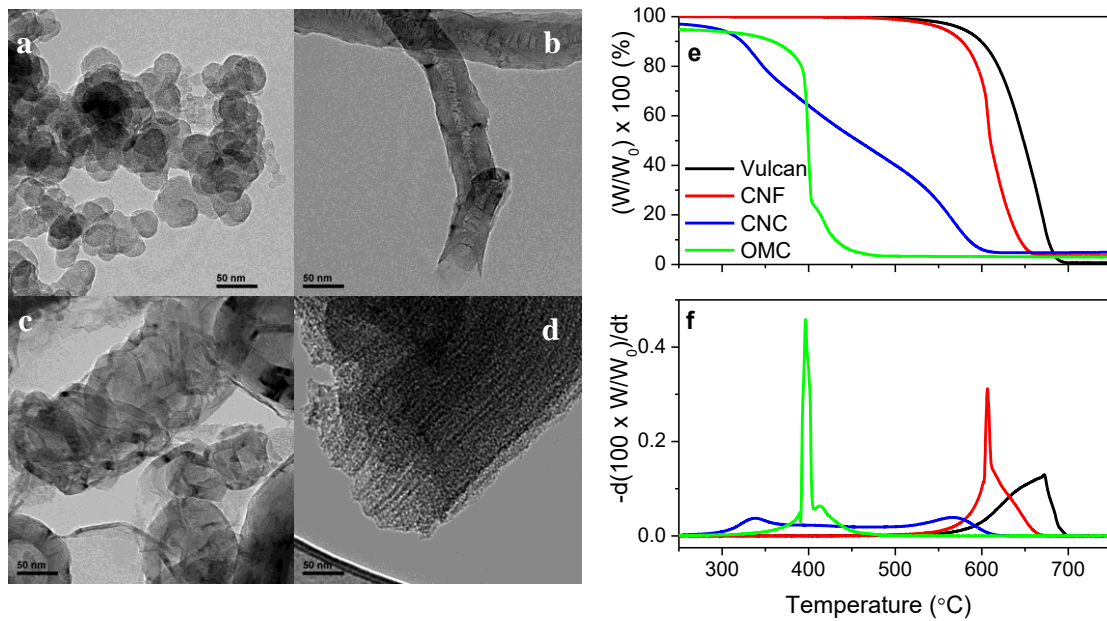 a
50 nm
b
50 nm
c
50 nm
d
50 nm
e
(W/W₀) x 100 (%)
100
80
60
40
20
0
Vulcan
CNF
CNC
OMC
f
-d(100 x W/W₀)/dt
0.4
0.2
0.0
300
400
500
600
700
Temperature (°C)